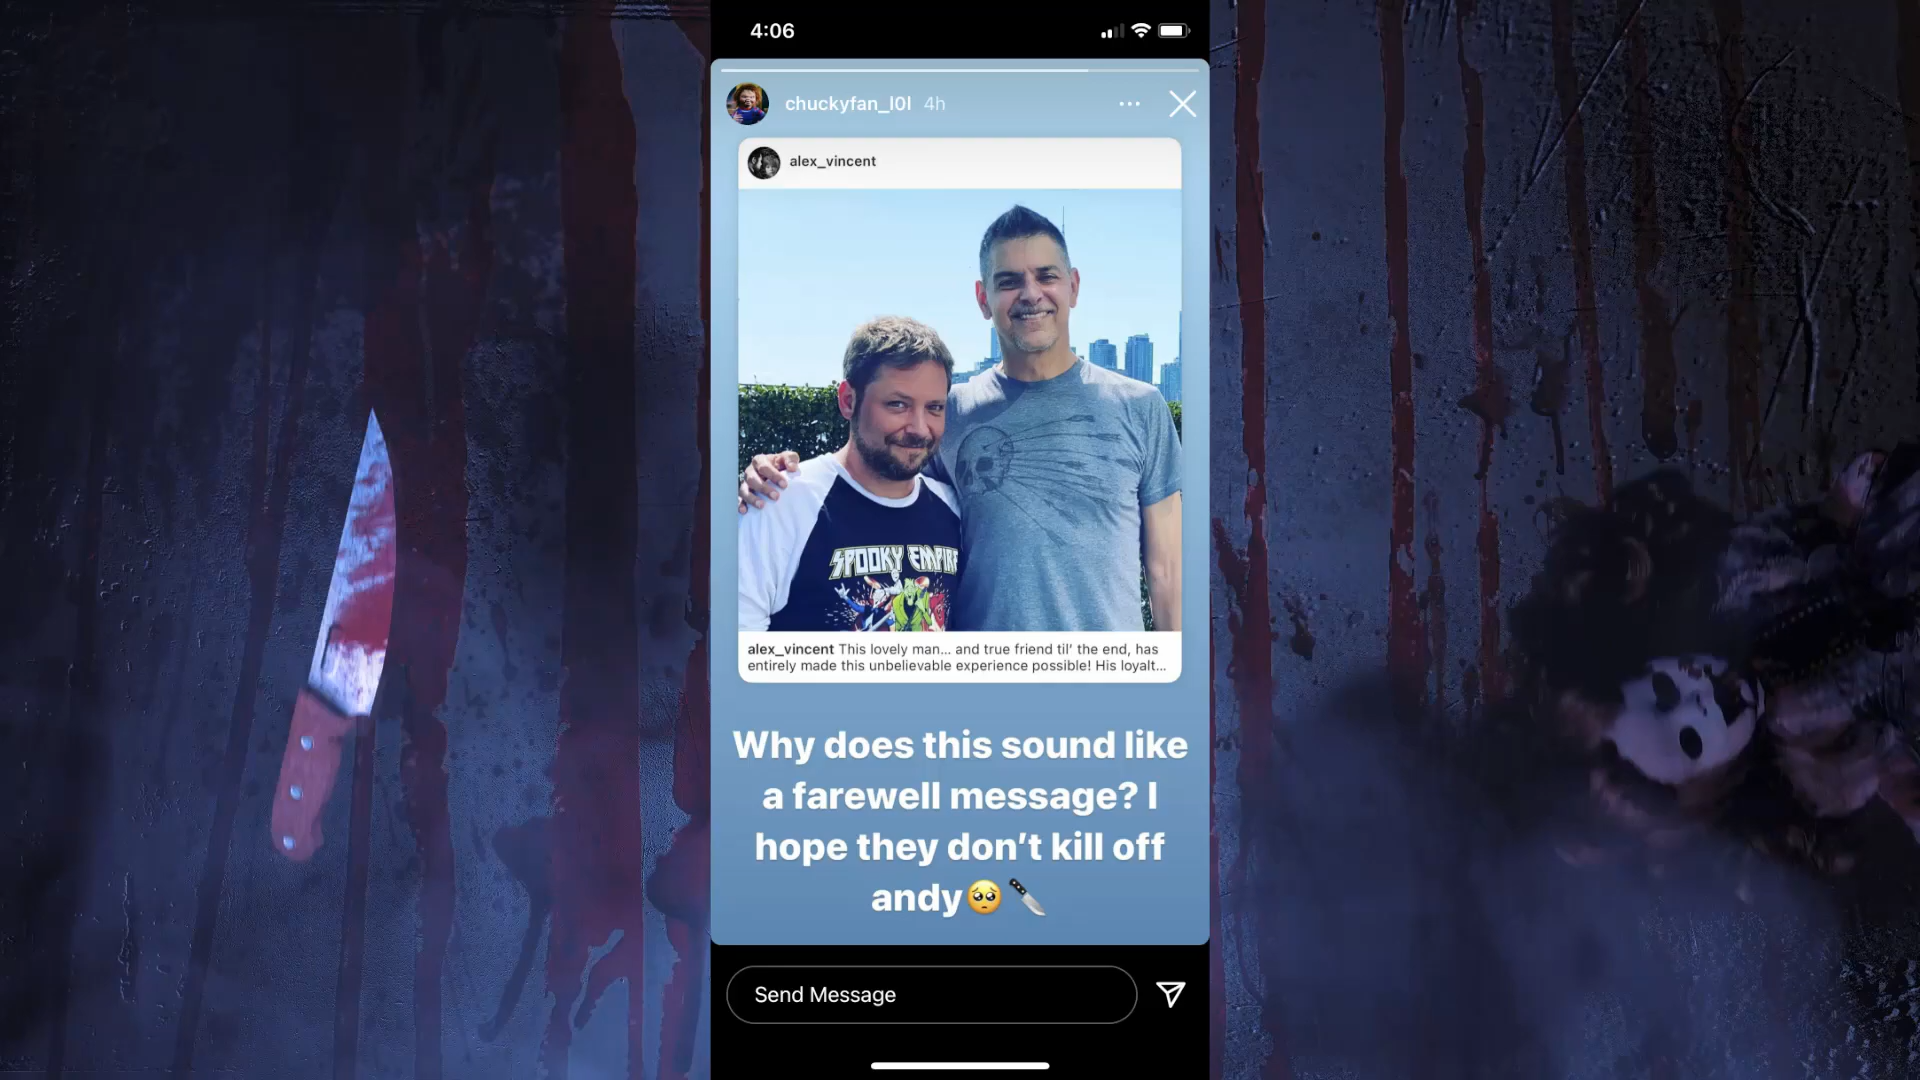 4:06
chuckyfan_l0l 4h
alex_vincent
SPOOKY EMPIRE
alex_vincent This lovely man... and true friend til' the end, has
entirely made this unbelievable experience possible! His loyalt...
Why does this sound like
a farewell message? I
hope they don’t kill off
andy🥺🔪
Send Message